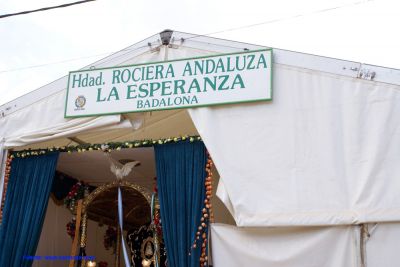 Hdad. ROCIERA ANDALUZA
LA ESPERANZA
BADALONA